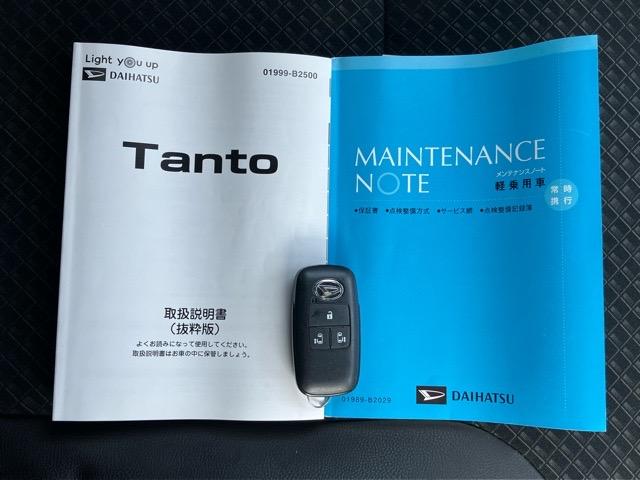 Light you up
DAIHATSU
01999-B2500
Tanto
取扱説明書
（抜粋版）
よくお読みになって使用してください。
取扱説明書はお車の中に保管しましょう。
MAINTENANCE
NOTE
メンテナンスノート
軽乗用車
常時
携行
●保証書 ●点検整備方式 ●サービス網 ●点検整備記録簿
DAIHATSU
01989-B2029